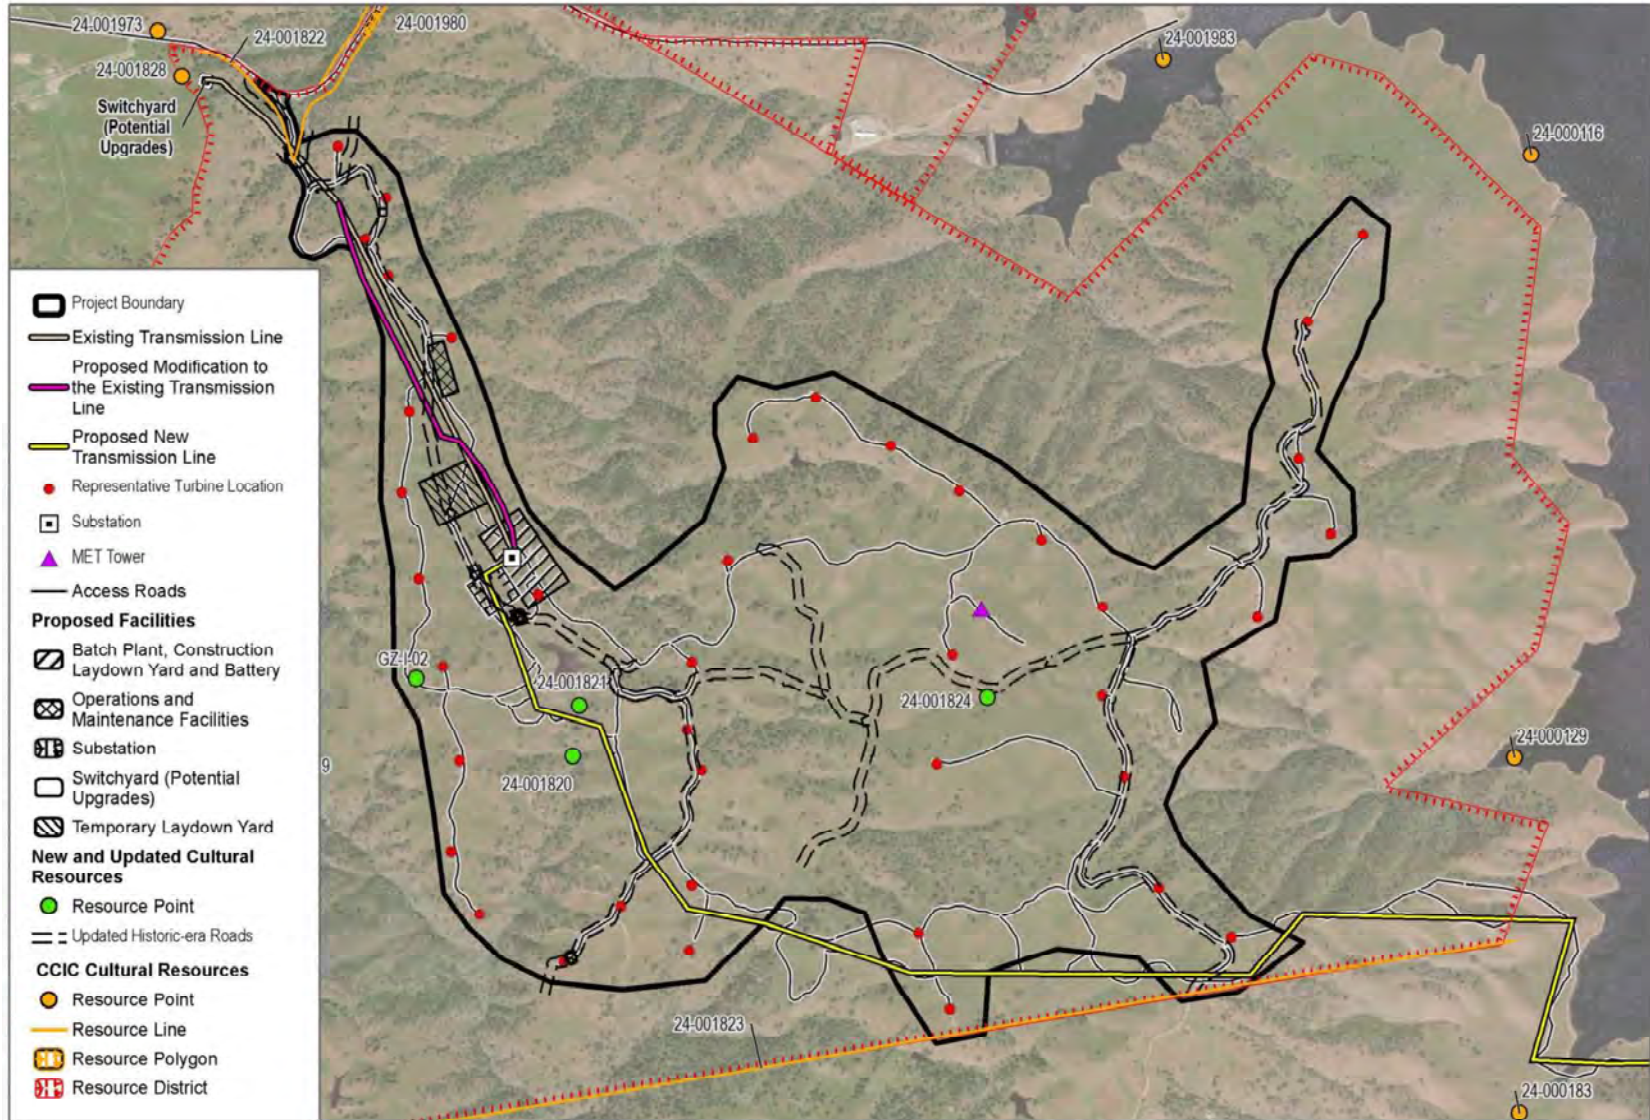 24-001973
24-001822
24-001980
24-001983
24-001828
Switchyard
(Potential
Upgrades)
24-000116
Project Boundary
Existing Transmission Line
Proposed Modification to
the Existing Transmission
Line
Proposed New
Transmission Line
Representative Turbine Location
Substation
MET Tower
Access Roads
Proposed Facilities
Batch Plant, Construction
Laydown Yard and Battery
Operations and
Maintenance Facilities
Substation
Switchyard (Potential
Upgrades)
Temporary Laydown Yard
New and Updated Cultural
Resources
Resource Point
Updated Historic-era Roads
CCIC Cultural Resources
Resource Point
Resource Line
Resource Polygon
Resource District
GZ-I-02
24-001821
24-001824
24-000129
9
24-001820
24-001823
24-000183